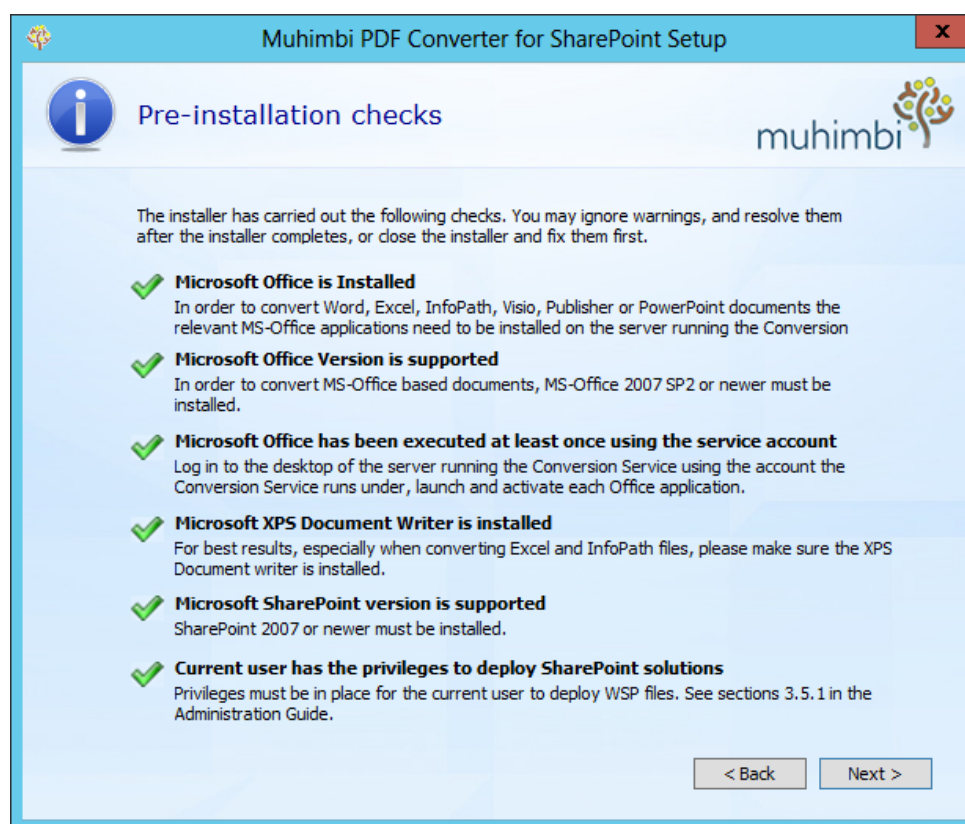 Muhimbi PDF Converter for SharePoint Setup
x
Pre-installation checks
muhimbi
The installer has carried out the following checks. You may ignore warnings, and resolve them
after the installer completes, or close the installer and fix them first.
Microsoft Office is Installed
In order to convert Word, Excel, InfoPath, Visio, Publisher or PowerPoint documents the
relevant MS-Office applications need to be installed on the server running the Conversion
Microsoft Office Version is supported
In order to convert MS-Office based documents, MS-Office 2007 SP2 or newer must be
installed.
Microsoft Office has been executed at least once using the service account
Log in to the desktop of the server running the Conversion Service using the account the
Conversion Service runs under, launch and activate each Office application.
Microsoft XPS Document Writer is installed
For best results, especially when converting Excel and InfoPath files, please make sure the XPS
Document writer is installed.
Microsoft SharePoint version is supported
SharePoint 2007 or newer must be installed.
Current user has the privileges to deploy SharePoint solutions
Privileges must be in place for the current user to deploy WSP files. See sections 3.5.1 in the
Administration Guide.
< Back Next >